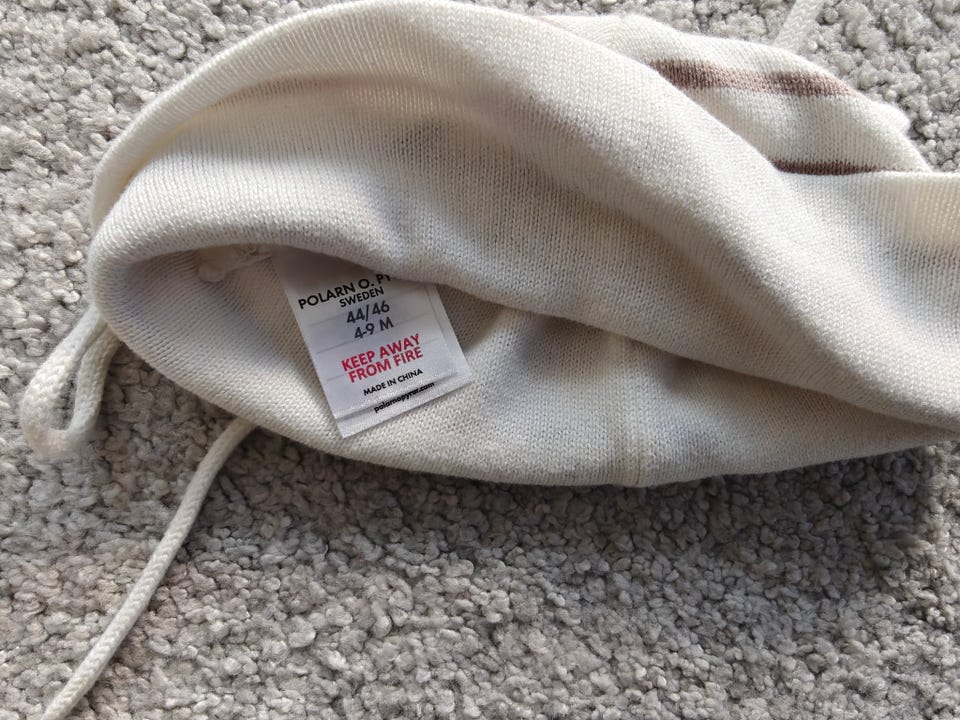 POLARN O. P
SWEDEN
44/46
4-9 M
KEEP AWAY
FROM FIRE
MADE IN CHINA
polarnopyret.com